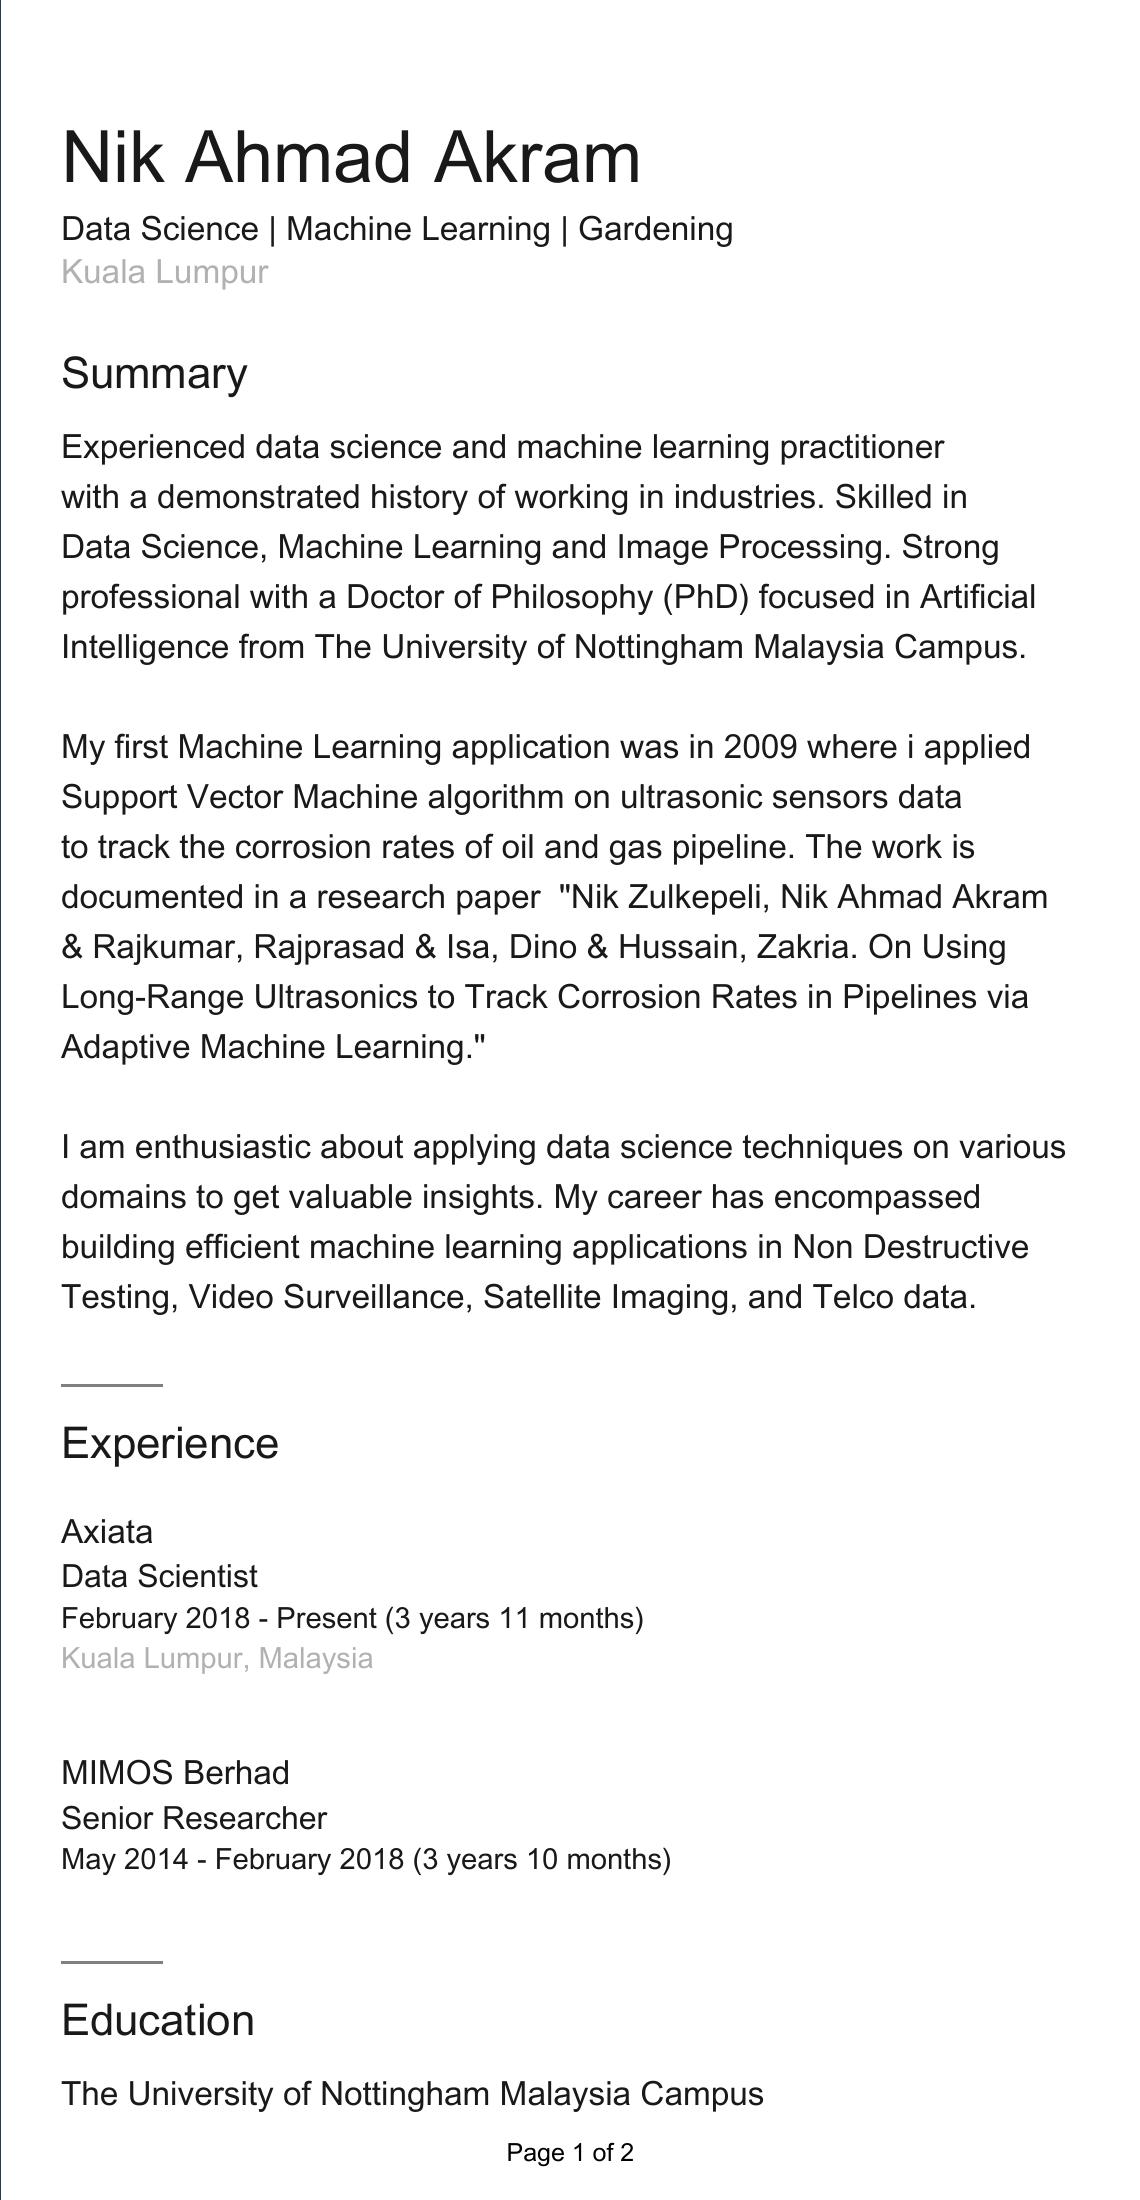 Nik Ahmad Akram
Data Science | Machine Learning | Gardening
Kuala Lumpur
Summary
Experienced data science and machine learning practitioner
with a demonstrated history of working in industries. Skilled in
Data Science, Machine Learning and Image Processing. Strong
professional with a Doctor of Philosophy (PhD) focused in Artificial
Intelligence from The University of Nottingham Malaysia Campus.
My first Machine Learning application was in 2009 where i applied
Support Vector Machine algorithm on ultrasonic sensors data
to track the corrosion rates of oil and gas pipeline. The work is
documented in a research paper  "Nik Zulkepeli, Nik Ahmad Akram
& Rajkumar, Rajprasad & Isa, Dino & Hussain, Zakria. On Using
Long-Range Ultrasonics to Track Corrosion Rates in Pipelines via
Adaptive Machine Learning."
I am enthusiastic about applying data science techniques on various
domains to get valuable insights. My career has encompassed
building efficient machine learning applications in Non Destructive
Testing, Video Surveillance, Satellite Imaging, and Telco data.
Experience
Axiata
Data Scientist
February 2018 - Present (3 years 11 months)
Kuala Lumpur, Malaysia
MIMOS Berhad
Senior Researcher
May 2014 - February 2018 (3 years 10 months)
Education
The University of Nottingham Malaysia Campus
Page 1 of 2